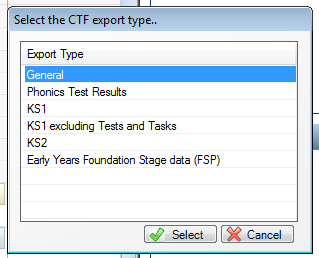 Select the CTF export type..
Export Type
General
Phonics Test Results
KS1
KS1 excluding Tests and Tasks
KS2
Early Years Foundation Stage data (FSP)
Select
Cancel